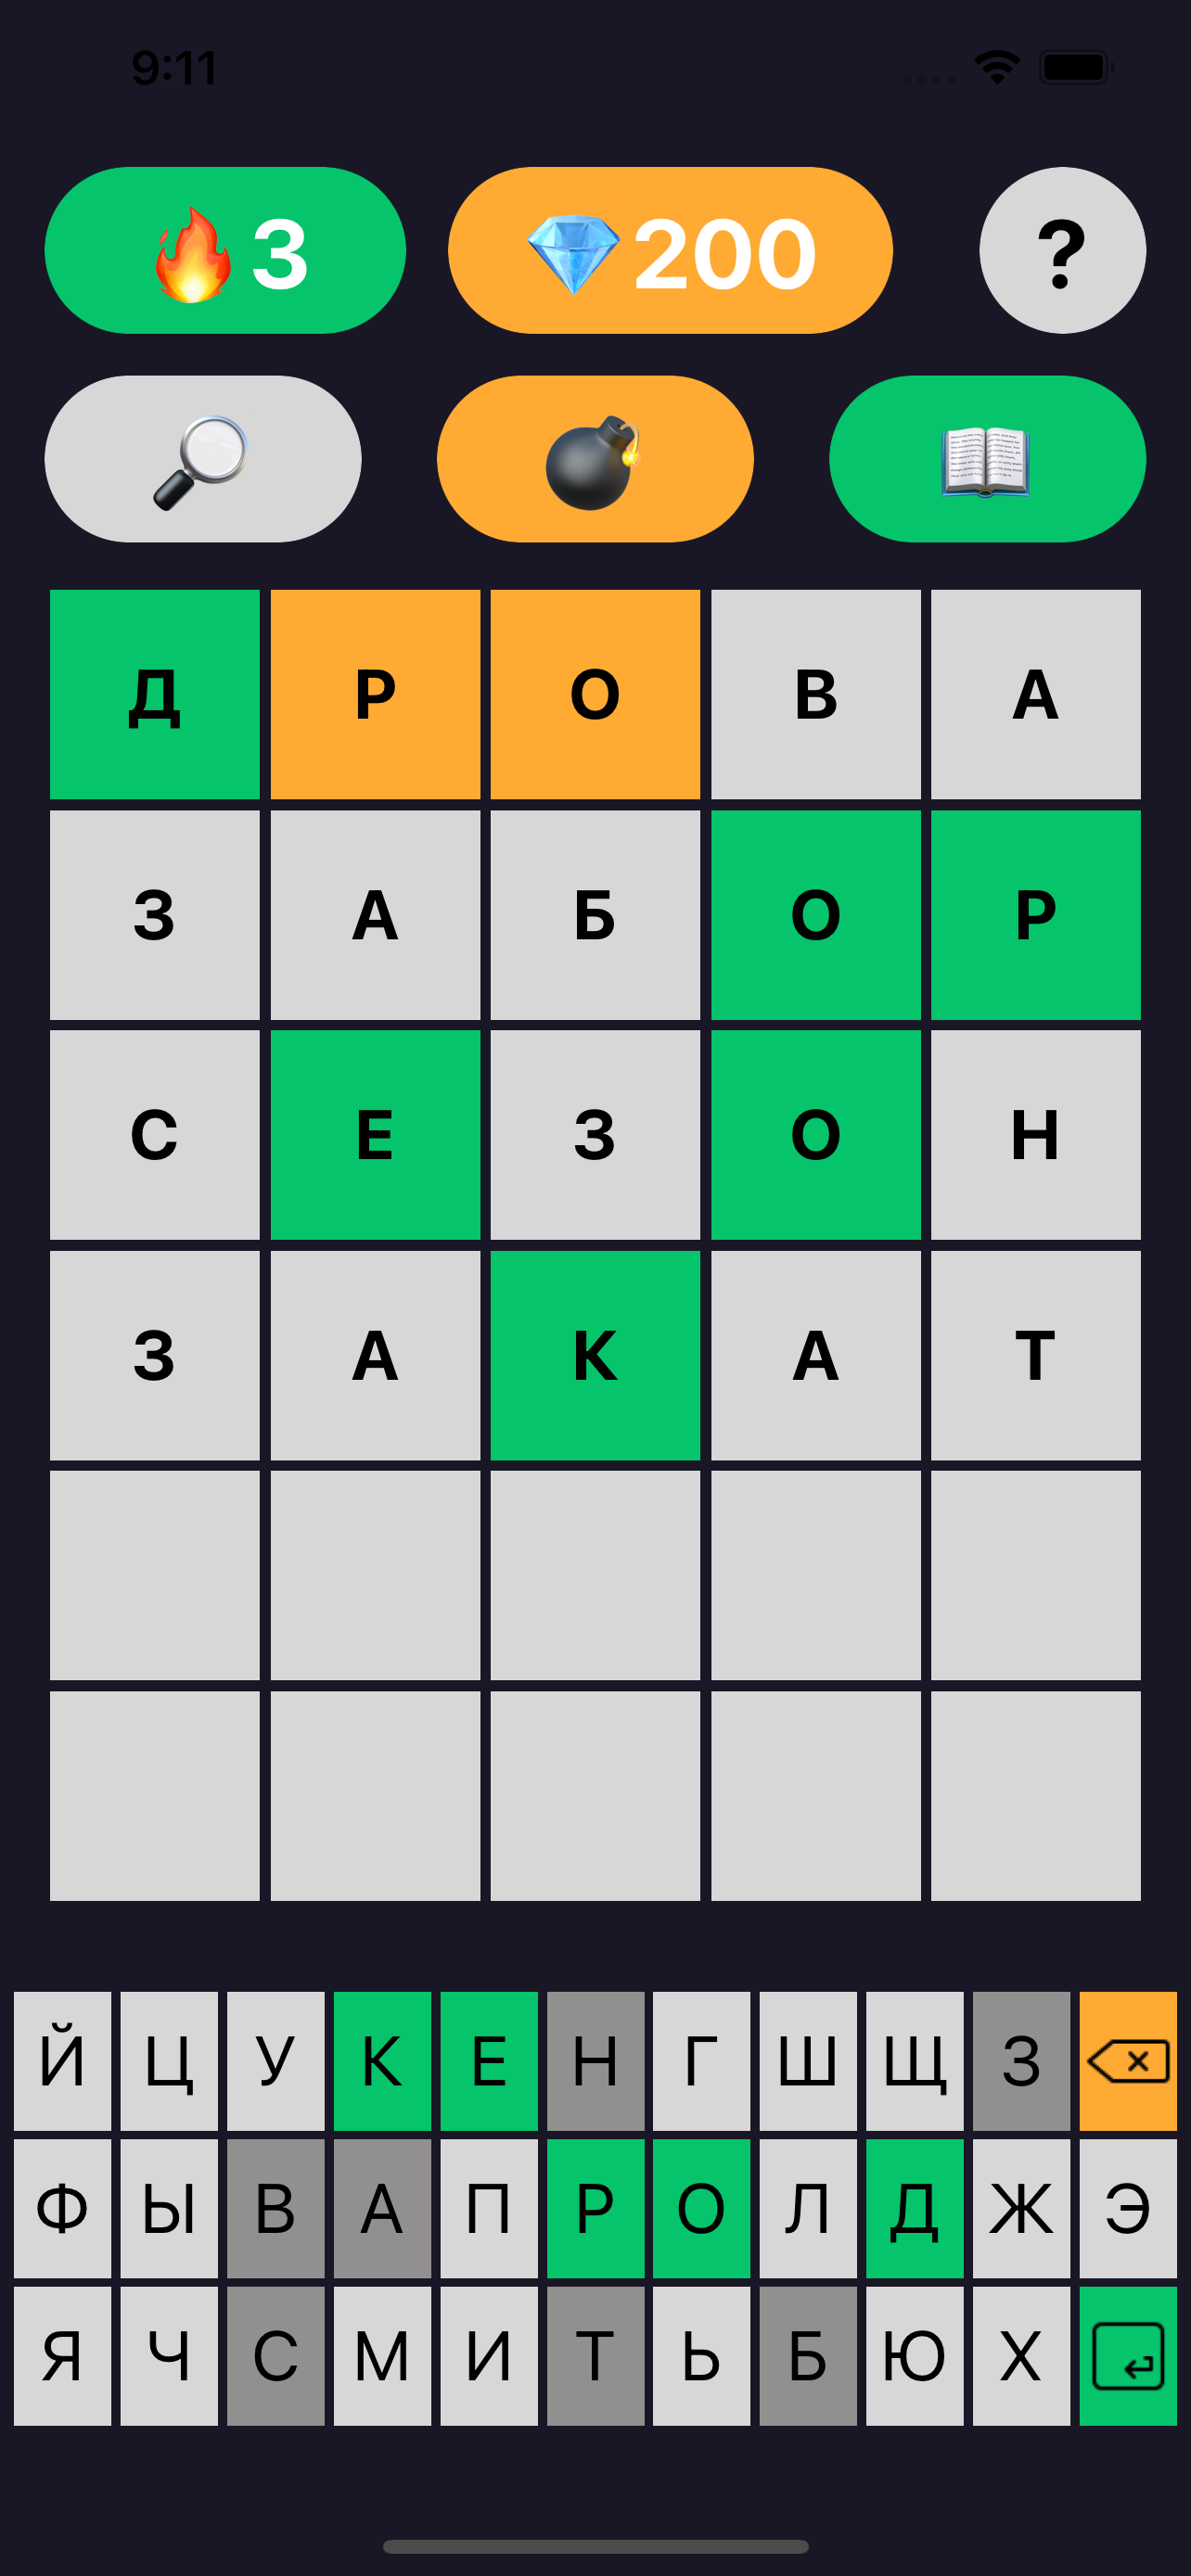 9:11
3 200 ?
Д Р О В А
З А Б О Р
С Е З О Н
З А К А Т
Й Ц У К Е Н Г Ш Щ З
Ф Ы В А П Р О Л Д Ж Э
Я Ч С М И Т Ь Б Ю Х